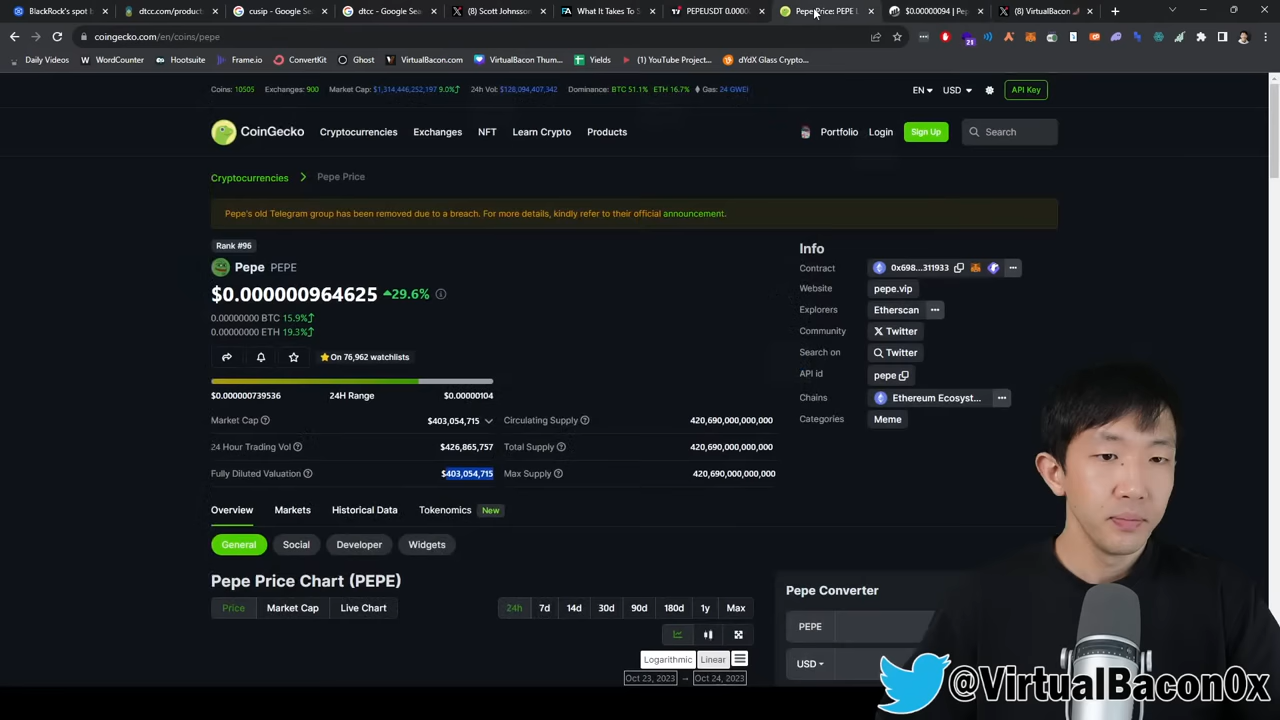 BlackRock's spot
dtcc.com/products
cusip - Google Sea
dtcc - Google Sea
(8) Scott Johnsson
What It Takes To S
PEPEUSDT 0.0000
Pepe Price: PEPE
$0.00000094 | Pep
(8) VirtualBacon
coingecko.com/en/coins/pepe
21
Daily Videos
WordCounter
Hootsuite
Frame.io
ConvertKit
Ghost
VirtualBacon.com
VirtualBacon Thum...
Yields
(1) YouTube Project...
dYdX Glass Crypto...
Coins: 10505
Exchanges: 900
Market Cap: $1,314,446,252,197 9.0%
24h Vol: $128,094,407,342
Dominance: BTC 51.1% ETH 16.7%
Gas: 24 GWEI
EN
USD
API Key
CoinGecko
Cryptocurrencies
Exchanges
NFT
Learn Crypto
Products
Portfolio
Login
Sign Up
Search
Cryptocurrencies
Pepe Price
Pepe's old Telegram group has been removed due to a breach. For more details, kindly refer to their official announcement.
Rank #96
Pepe PEPE
$0.000000964625 29.6%
0.00000000 BTC 15.9%
0.00000000 ETH 19.3%
On 76,962 watchlists
$0.000000739536
24H Range
$0.00000104
Market Cap
$403,054,715
Circulating Supply
420,690,000,000,000
24 Hour Trading Vol
$426,865,757
Total Supply
420,690,000,000,000
Fully Diluted Valuation
$403,054,715
Max Supply
420,690,000,000,000
Info
Contract
0x698...311933
Website
pepe.vip
Explorers
Etherscan
Community
Twitter
Search on
Twitter
API id
pepe
Chains
Ethereum Ecosyst...
Categories
Meme
Overview
Markets
Historical Data
Tokenomics
New
General
Social
Developer
Widgets
Pepe Price Chart (PEPE)
Price
Market Cap
Live Chart
24h
7d
14d
30d
90d
180d
1y
Max
Logarithmic
Linear
Oct 23, 2023
Oct 24, 2023
Pepe Converter
PEPE
USD
@VirtualBacon0x